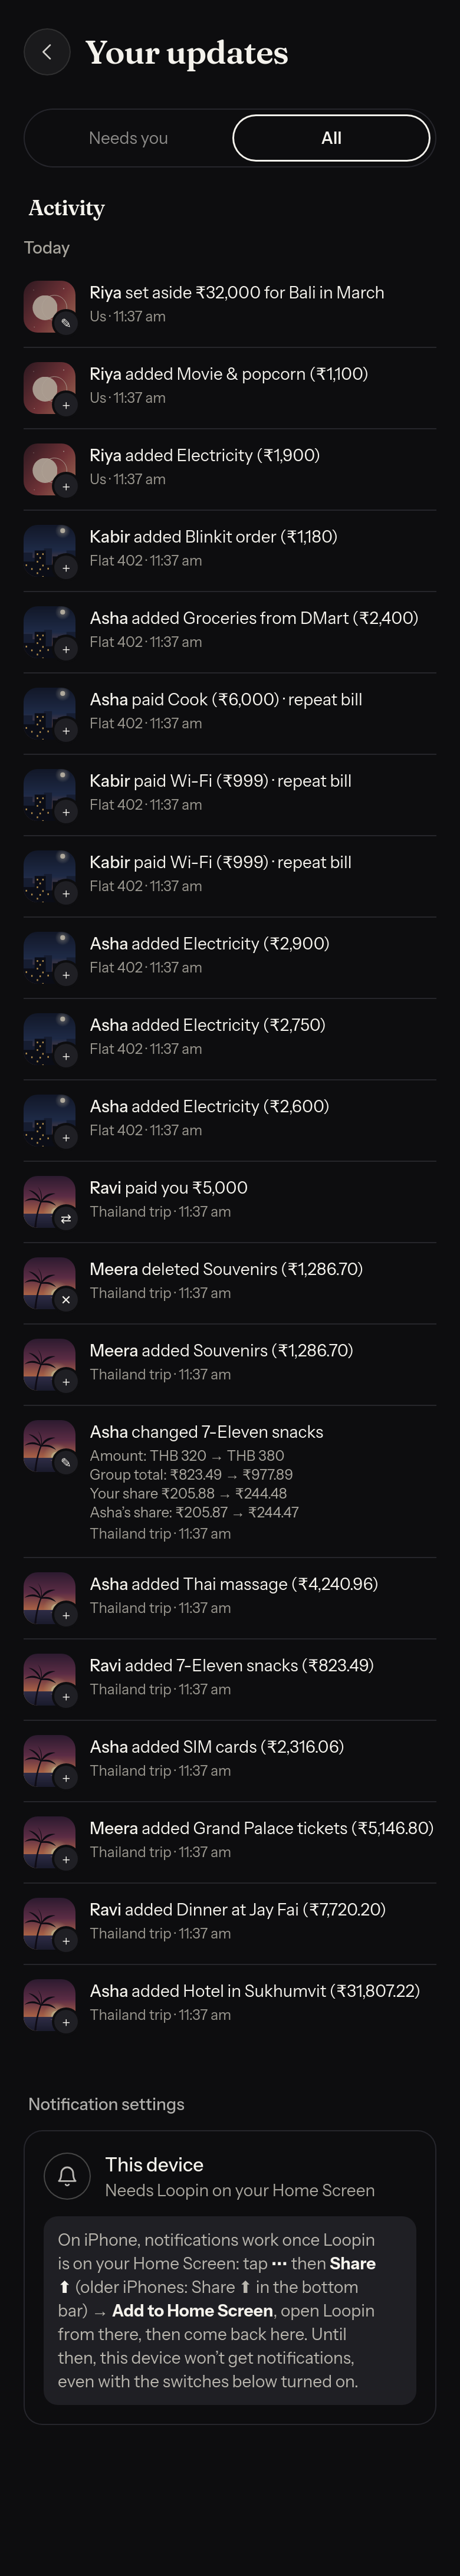 Your updates
Needs you
All
Activity
Today
Riya set aside ₹32,000 for Bali in March
Us · 11:37 am
Riya added Movie & popcorn (₹1,100)
Us · 11:37 am
Riya added Electricity (₹1,900)
Us · 11:37 am
Kabir added Blinkit order (₹1,180)
Flat 402 · 11:37 am
Asha added Groceries from DMart (₹2,400)
Flat 402 · 11:37 am
Asha paid Cook (₹6,000) · repeat bill
Flat 402 · 11:37 am
Kabir paid Wi-Fi (₹999) · repeat bill
Flat 402 · 11:37 am
Kabir paid Wi-Fi (₹999) · repeat bill
Flat 402 · 11:37 am
Asha added Electricity (₹2,900)
Flat 402 · 11:37 am
Asha added Electricity (₹2,750)
Flat 402 · 11:37 am
Asha added Electricity (₹2,600)
Flat 402 · 11:37 am
Ravi paid you ₹5,000
Thailand trip · 11:37 am
Meera deleted Souvenirs (₹1,286.70)
Thailand trip · 11:37 am
Meera added Souvenirs (₹1,286.70)
Thailand trip · 11:37 am
Asha changed 7-Eleven snacks
Amount: THB 320 → THB 380
Group total: ₹823.49 → ₹977.89
Your share ₹205.88 → ₹244.48
Asha's share: ₹205.87 → ₹244.47
Thailand trip · 11:37 am
Asha added Thai massage (₹4,240.96)
Thailand trip · 11:37 am
Ravi added 7-Eleven snacks (₹823.49)
Thailand trip · 11:37 am
Asha added SIM cards (₹2,316.06)
Thailand trip · 11:37 am
Meera added Grand Palace tickets (₹5,146.80)
Thailand trip · 11:37 am
Ravi added Dinner at Jay Fai (₹7,720.20)
Thailand trip · 11:37 am
Asha added Hotel in Sukhumvit (₹31,807.22)
Thailand trip · 11:37 am
Notification settings
This device
Needs Loopin on your Home Screen
On iPhone, notifications work once Loopin
is on your Home Screen: tap ••• then Share
⬆ (older iPhones: Share ⬆ in the bottom
bar) → Add to Home Screen, open Loopin
from there, then come back here. Until
then, this device won't get notifications,
even with the switches below turned on.